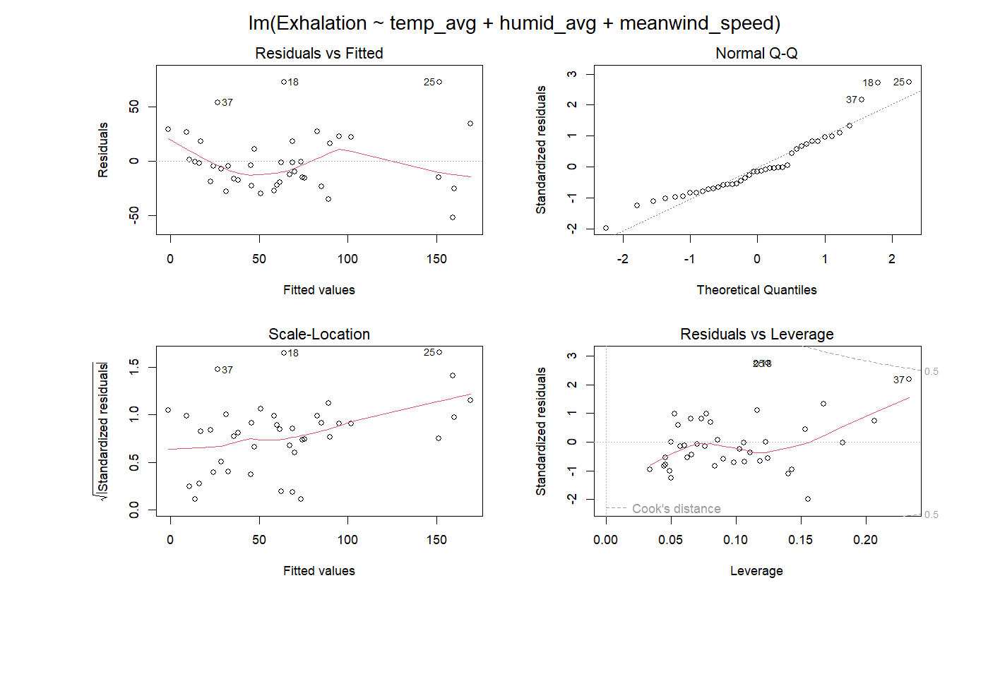 lm(Exhalation ~ temp_avg + humid_avg + meanwind_speed)
Residuals vs Fitted
Residuals
50
0
-50
18
25
37
0 50 100 150
Fitted values
Normal Q-Q
Standardized residuals
3
2
1
0
-1
-2
18
25
37
-2 -1 0 1 2
Theoretical Quantiles
Scale-Location
√|Standardized residuals|
1.5
1.0
0.5
0.0
18
25
37
0 50 100 150
Fitted values
Residuals vs Leverage
Standardized residuals
3
2
1
0
-1
-2
25
18
37
0.5
0.5
Cook's distance
0.00 0.05 0.10 0.15 0.20
Leverage